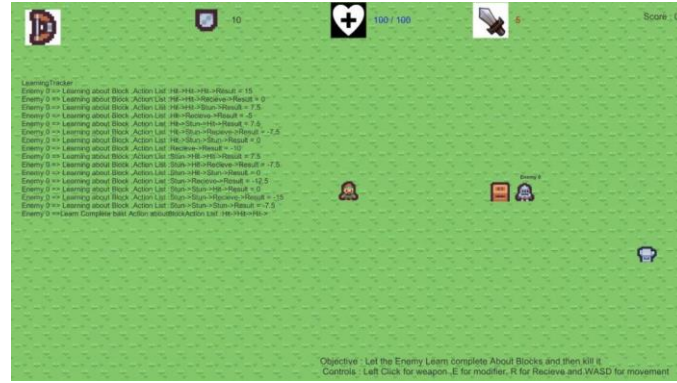 -10
100 / 100
5
Score : 0
LearningTracker :
Enemy 0 => Learning about Block ,Action List :Hit->Hit->Hit->Result = 15
Enemy 0 => Learning about Block ,Action List :Hit->Hit->Recieve->Result = 0
Enemy 0 => Learning about Block ,Action List :Hit->Hit->Stun->Result = 7.5
Enemy 0 => Learning about Block ,Action List :Hit->Recieve->Result = -5
Enemy 0 => Learning about Block ,Action List :Hit->Stun->Hit->Result = 7.5
Enemy 0 => Learning about Block ,Action List :Hit->Stun->Recieve->Result = -7.5
Enemy 0 => Learning about Block ,Action List :Hit->Stun->Stun->Result = 0
Enemy 0 => Learning about Block ,Action List :Recieve->Result = -10
Enemy 0 => Learning about Block ,Action List :Stun->Hit->Hit->Result = 7.5
Enemy 0 => Learning about Block ,Action List :Stun->Hit->Recieve->Result = -7.5
Enemy 0 => Learning about Block ,Action List :Stun->Hit->Stun->Result = 0
Enemy 0 => Learning about Block ,Action List :Stun->Recieve->Result = -12.5
Enemy 0 => Learning about Block ,Action List :Stun->Stun->Hit->Result = 0
Enemy 0 => Learning about Block ,Action List :Stun->Stun->Recieve->Result = -15
Enemy 0 => Learning about Block ,Action List :Stun->Stun->Stun->Result = -7.5
Enemy 0 =>Learn Complete best Action aboutBlockAction List :Hit->Hit->Hit->
Enemy 0
Objective : Let the Enemy Learn complete About Blocks and then kill it
Controls : Left Click for weapon ,E for modifier, R for Recieve and WASD for movement